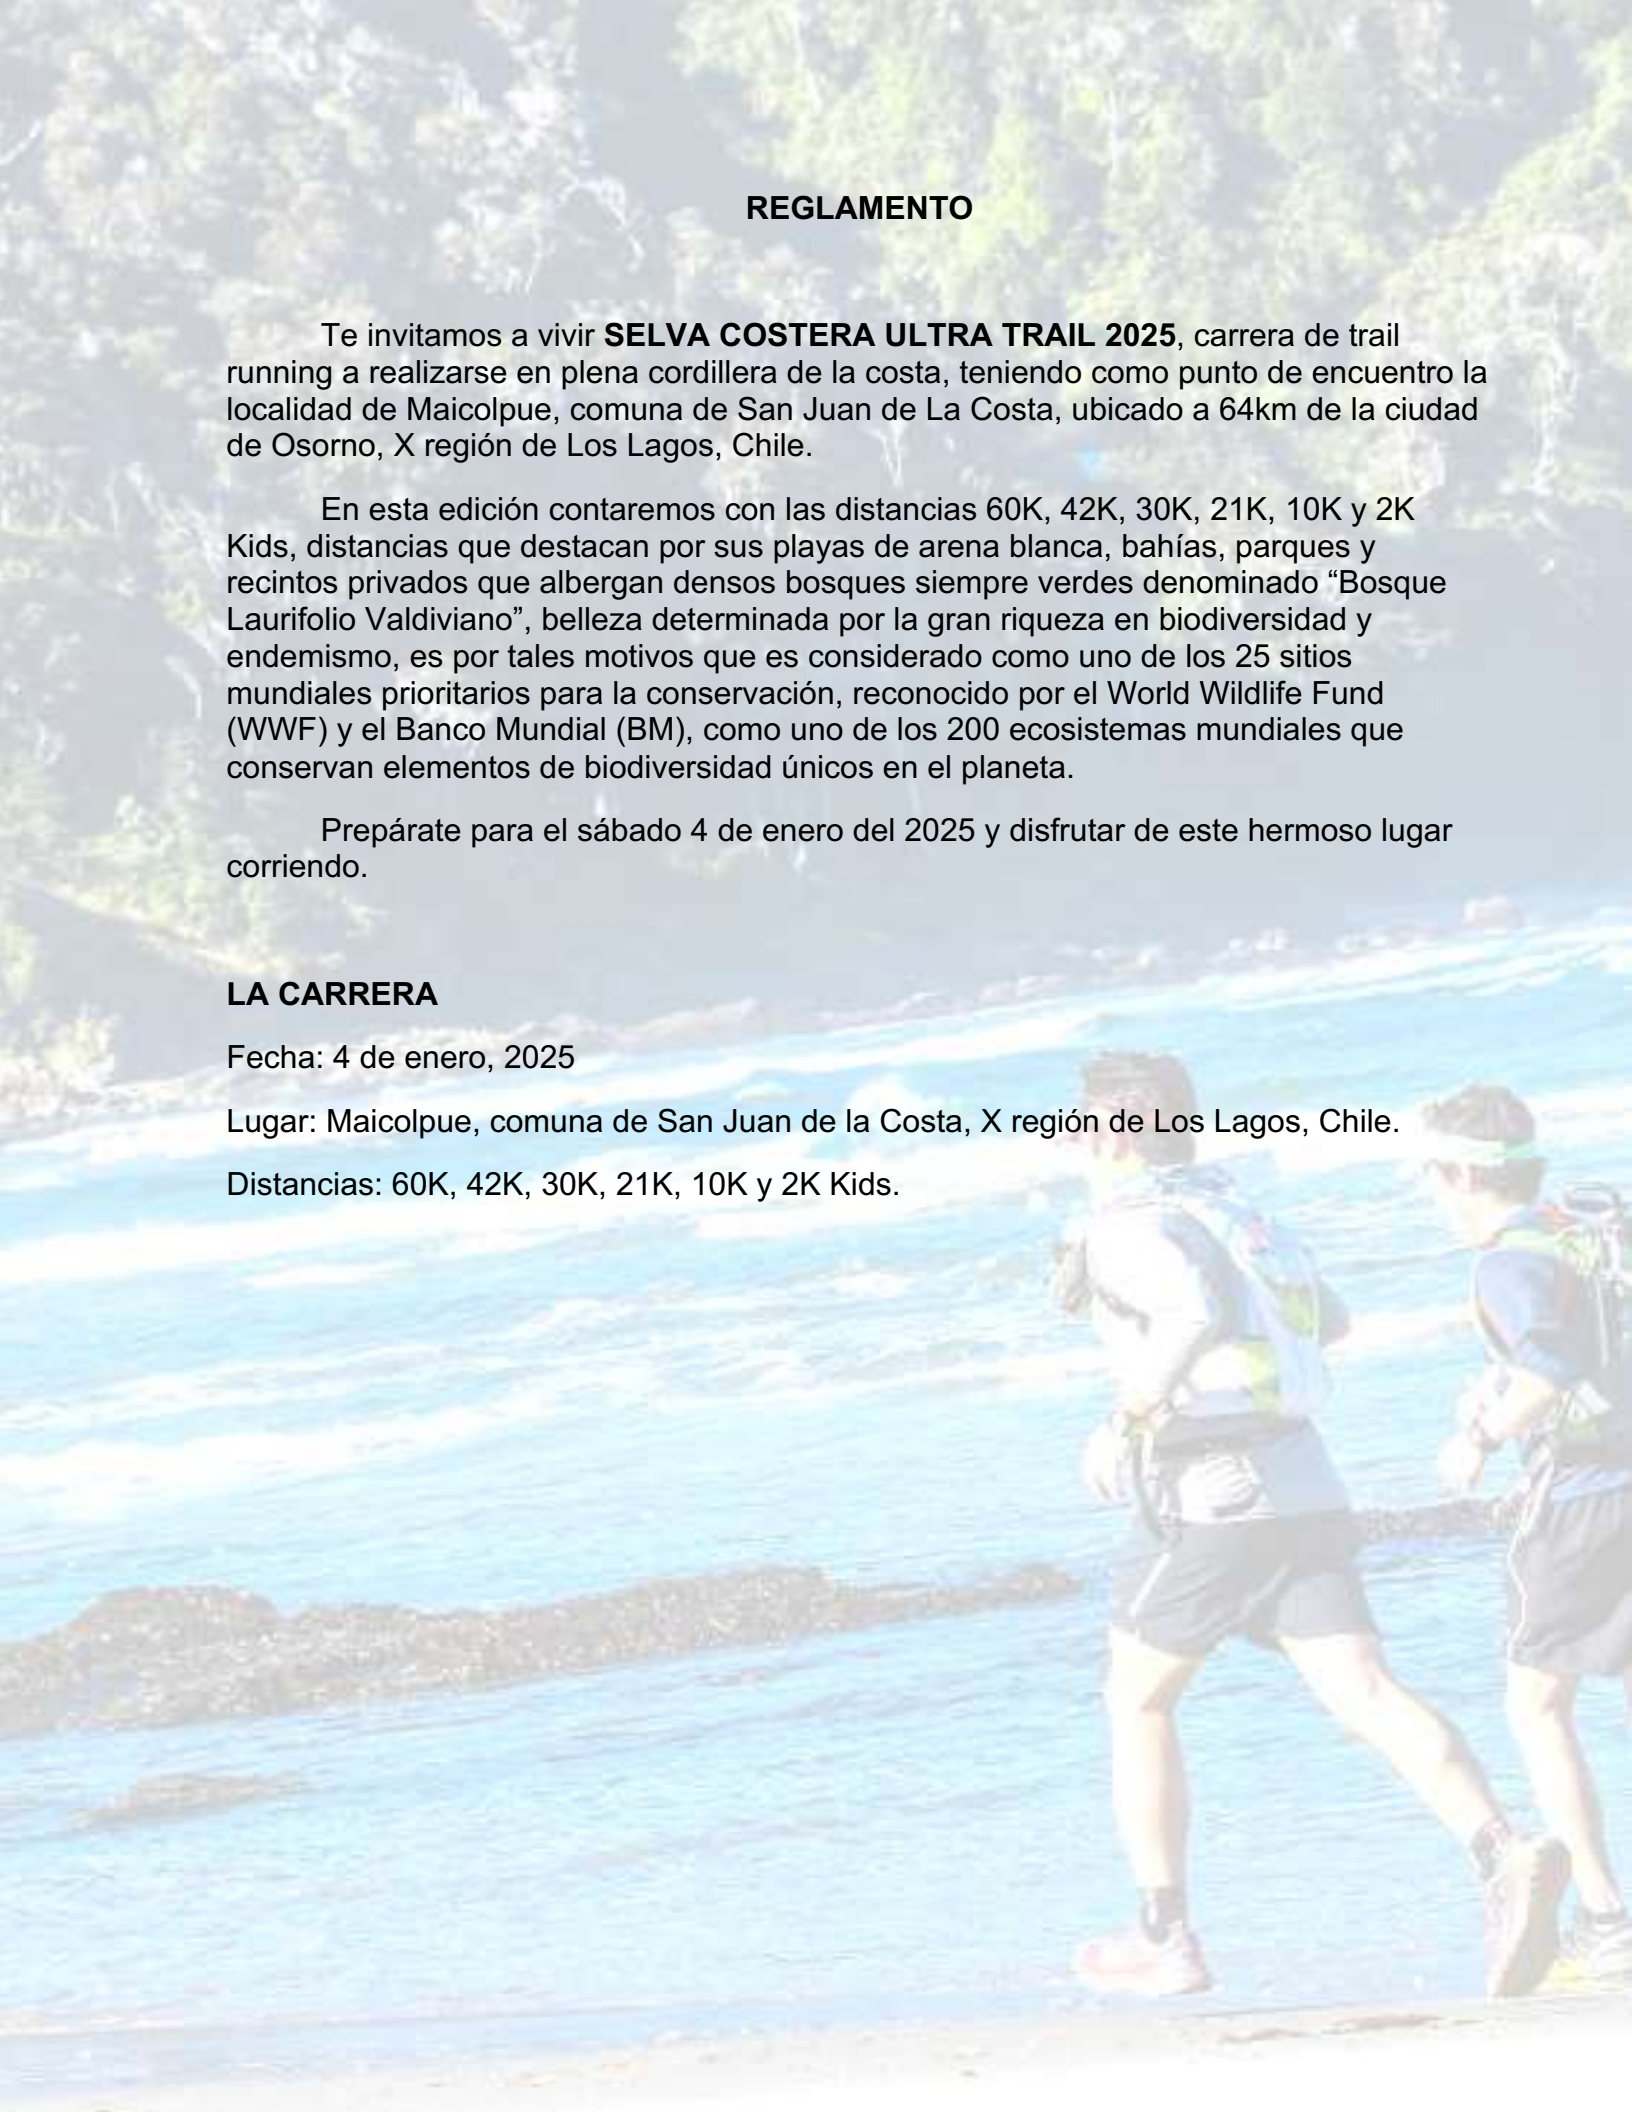 REGLAMENTO
Te invitamos a vivir SELVA COSTERA ULTRA TRAIL 2025, carrera de trail
running a realizarse en plena cordillera de la costa, teniendo como punto de encuentro la
localidad de Maicolpue, comuna de San Juan de La Costa, ubicado a 64km de la ciudad
de Osorno, X región de Los Lagos, Chile.
En esta edición contaremos con las distancias 60K, 42K, 30K, 21K, 10K y 2K
Kids, distancias que destacan por sus playas de arena blanca, bahías, parques y
recintos privados que albergan densos bosques siempre verdes denominado “Bosque
Laurifolio Valdiviano”, belleza determinada por la gran riqueza en biodiversidad y
endemismo, es por tales motivos que es considerado como uno de los 25 sitios
mundiales prioritarios para la conservación, reconocido por el World Wildlife Fund
(WWF) y el Banco Mundial (BM), como uno de los 200 ecosistemas mundiales que
conservan elementos de biodiversidad únicos en el planeta.
Prepárate para el sábado 4 de enero del 2025 y disfrutar de este hermoso lugar
corriendo.
LA CARRERA
Fecha: 4 de enero, 2025
Lugar: Maicolpue, comuna de San Juan de la Costa, X región de Los Lagos, Chile.
Distancias: 60K, 42K, 30K, 21K, 10K y 2K Kids.